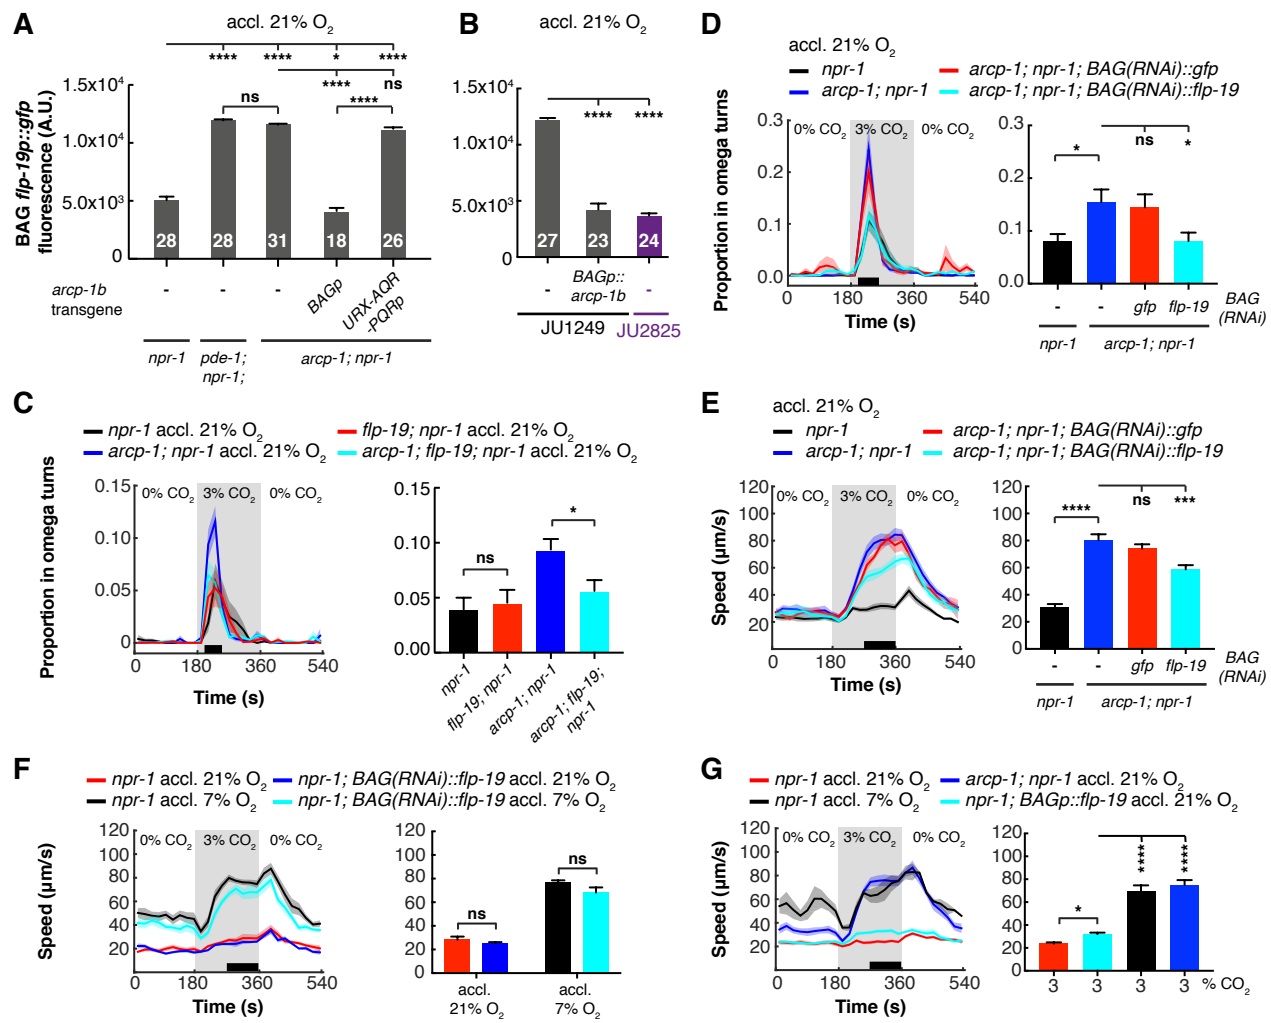 A
accl. 21% O2
**** **** * ****
**** ns
ns ****
BAG flp-19p::gfp
fluorescence (A.U.)
1.5x10^4
1.0x10^4
5.0x10^3
0
28 28 31 18 26
arcp-1b
transgene
- - - BAGp URX-AQR
-PQRp
npr-1 pde-1; npr-1; arcp-1; npr-1
B
accl. 21% O2
**** ****
1.5x10^4
1.0x10^4
5.0x10^3
0
27 23 24
- BAGp:: -
arcp-1b
JU1249 JU2825
C
npr-1 accl. 21% O2 flp-19; npr-1 accl. 21% O2
arcp-1; npr-1 accl. 21% O2 arcp-1; flp-19; npr-1 accl. 21% O2
Proportion in omega turns
0% CO2 3% CO2 0% CO2
0.15
0.10
0.05
0
0 180 360 540
Time (s)
0.15
0.10
0.05
0.00
ns *
npr-1
flp-19; npr-1
arcp-1; npr-1
arcp-1; flp-19;
npr-1
D
accl. 21% O2
npr-1 arcp-1; npr-1; BAG(RNAi)::gfp
arcp-1; npr-1 arcp-1; npr-1; BAG(RNAi)::flp-19
Proportion in omega turns
0% CO2 3% CO2 0% CO2
0.3
0.2
0.1
0.0
0 180 360 540
Time (s)
0.3
0.2
0.1
0.0
* ns *
- - gfp flp-19 BAG
(RNAi)
npr-1 arcp-1; npr-1
E
accl. 21% O2
npr-1 arcp-1; npr-1; BAG(RNAi)::gfp
arcp-1; npr-1 arcp-1; npr-1; BAG(RNAi)::flp-19
Speed (µm/s)
0% CO2 3% CO2 0% CO2
120
100
80
60
40
20
0 180 360 540
Time (s)
120
100
80
60
40
20
0
**** ns ***
- - gfp flp-19 BAG
(RNAi)
npr-1 arcp-1; npr-1
F
npr-1 accl. 21% O2 npr-1; BAG(RNAi)::flp-19 accl. 21% O2
npr-1 accl. 7% O2 npr-1; BAG(RNAi)::flp-19 accl. 7% O2
Speed (µm/s)
0% CO2 3% CO2 0% CO2
120
100
80
60
40
20
0 180 360 540
Time (s)
120
100
80
60
40
20
0
ns ns
accl. accl.
21% O2 7% O2
G
npr-1 accl. 21% O2 arcp-1; npr-1 accl. 21% O2
npr-1 accl. 7% O2 npr-1; BAGp::flp-19 accl. 21% O2
Speed (µm/s)
0% CO2 3% CO2 0% CO2
120
100
80
60
40
20
0 180 360 540
Time (s)
120
100
80
60
40
20
0
* **** ****
3 3 3 3 % CO2